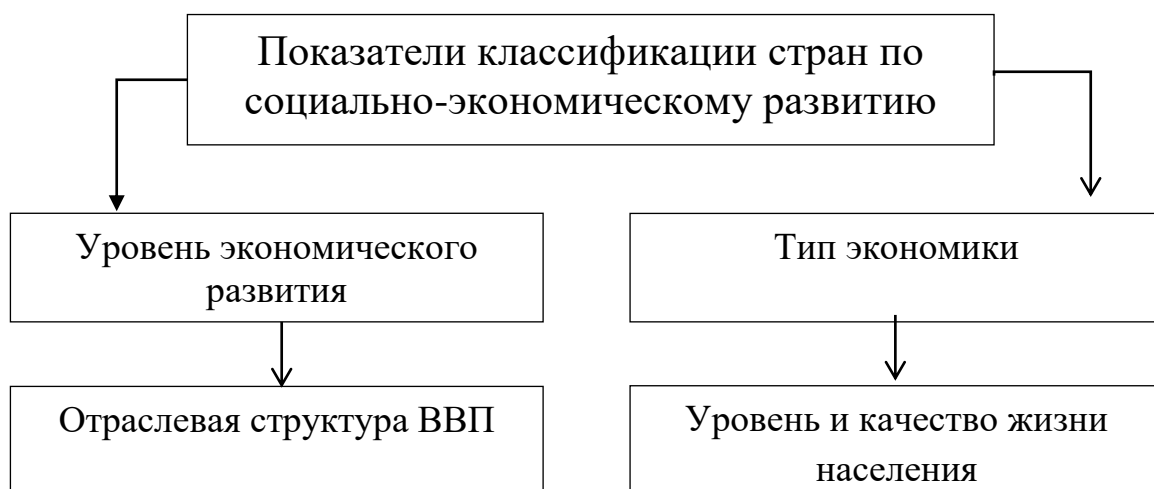 Показатели классификации стран по
социально-экономическому развитию
Уровень экономического
развития
Тип экономики
Отраслевая структура ВВП
Уровень и качество жизни
населения